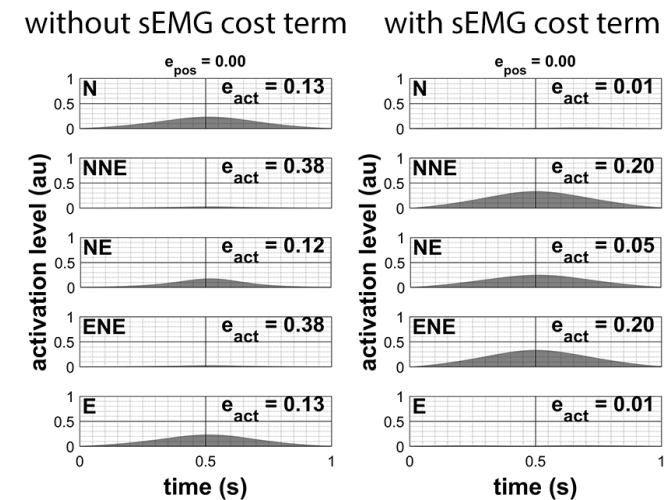 without sEMG cost term
with sEMG cost term
e_pos = 0.00
e_pos = 0.00
activation level (au)
1
0.5
0
N
e_act = 0.13
1
0.5
0
NNE
e_act = 0.38
1
0.5
0
NE
e_act = 0.12
1
0.5
0
ENE
e_act = 0.38
1
0.5
0
E
e_act = 0.13
0
0.5
1
time (s)
activation level (au)
1
0.5
0
N
e_act = 0.01
1
0.5
0
NNE
e_act = 0.20
1
0.5
0
NE
e_act = 0.05
1
0.5
0
ENE
e_act = 0.20
1
0.5
0
E
e_act = 0.01
0
0.5
1
time (s)